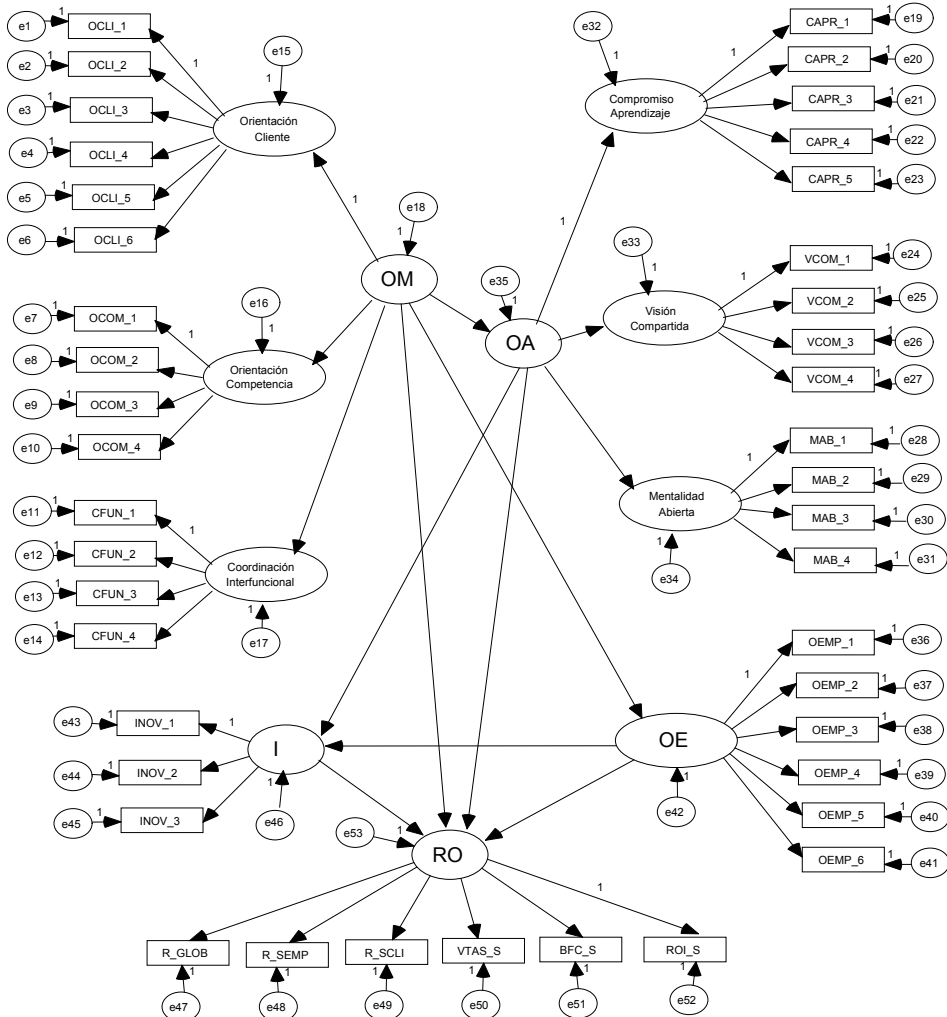 e1
1
OCLI_1
e2
1
OCLI_2
e3
1
OCLI_3
e4
1
OCLI_4
e5
1
OCLI_5
e6
1
OCLI_6
1
e15
1
Orientación
Cliente
1
e7
1
OCOM_1
e8
1
OCOM_2
e9
1
OCOM_3
e10
1
OCOM_4
1
e16
1
Orientación
Competencia
e11
1
CFUN_1
e12
1
CFUN_2
e13
1
CFUN_3
e14
1
CFUN_4
1
Coordinación
Interfuncional
1
e17
e18
1
OM
e35
1
OA
1
e32
1
Compromiso
Aprendizaje
1
CAPR_1
1
e19
CAPR_2
1
e20
CAPR_3
1
e21
CAPR_4
1
e22
CAPR_5
1
e23
e33
1
Visión
Compartida
1
VCOM_1
1
e24
VCOM_2
1
e25
VCOM_3
1
e26
VCOM_4
1
e27
Mentalidad
Abierta
1
e34
1
MAB_1
1
e28
MAB_2
1
e29
MAB_3
1
e30
MAB_4
1
e31
OE
1
e42
1
OEMP_1
1
e36
OEMP_2
1
e37
OEMP_3
1
e38
OEMP_4
1
e39
OEMP_5
1
e40
OEMP_6
1
e41
e43
1
INOV_1
e44
1
INOV_2
e45
1
INOV_3
1
I
1
e46
e53
1
RO
1
R_GLOB
R_SEMP
R_SCLI
VTAS_S
BFC_S
ROI_S
1
1
1
1
1
1
e47
e48
e49
e50
e51
e52